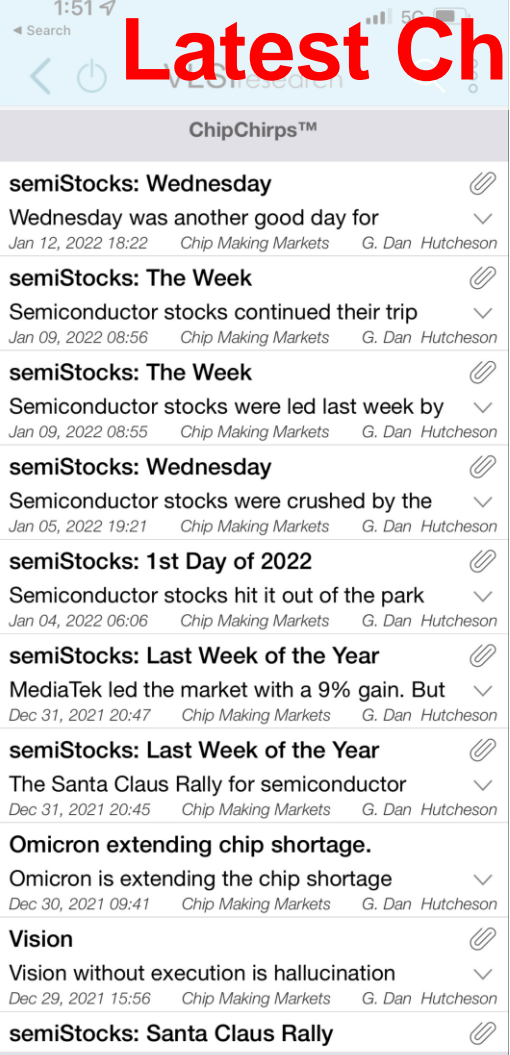 1:51
5G
Search
Latest Ch
VLSIresearch
ChipChirps™
semiStocks: Wednesday
Wednesday was another good day for
Jan 12, 2022 18:22 Chip Making Markets G. Dan Hutcheson
semiStocks: The Week
Semiconductor stocks continued their trip
Jan 09, 2022 08:56 Chip Making Markets G. Dan Hutcheson
semiStocks: The Week
Semiconductor stocks were led last week by
Jan 09, 2022 08:55 Chip Making Markets G. Dan Hutcheson
semiStocks: Wednesday
Semiconductor stocks were crushed by the
Jan 05, 2022 19:21 Chip Making Markets G. Dan Hutcheson
semiStocks: 1st Day of 2022
Semiconductor stocks hit it out of the park
Jan 04, 2022 06:06 Chip Making Markets G. Dan Hutcheson
semiStocks: Last Week of the Year
MediaTek led the market with a 9% gain. But
Dec 31, 2021 20:47 Chip Making Markets G. Dan Hutcheson
semiStocks: Last Week of the Year
The Santa Claus Rally for semiconductor
Dec 31, 2021 20:45 Chip Making Markets G. Dan Hutcheson
Omicron extending chip shortage.
Omicron is extending the chip shortage
Dec 30, 2021 09:41 Chip Making Markets G. Dan Hutcheson
Vision
Vision without execution is hallucination
Dec 29, 2021 15:56 Chip Making Markets G. Dan Hutcheson
semiStocks: Santa Claus Rally